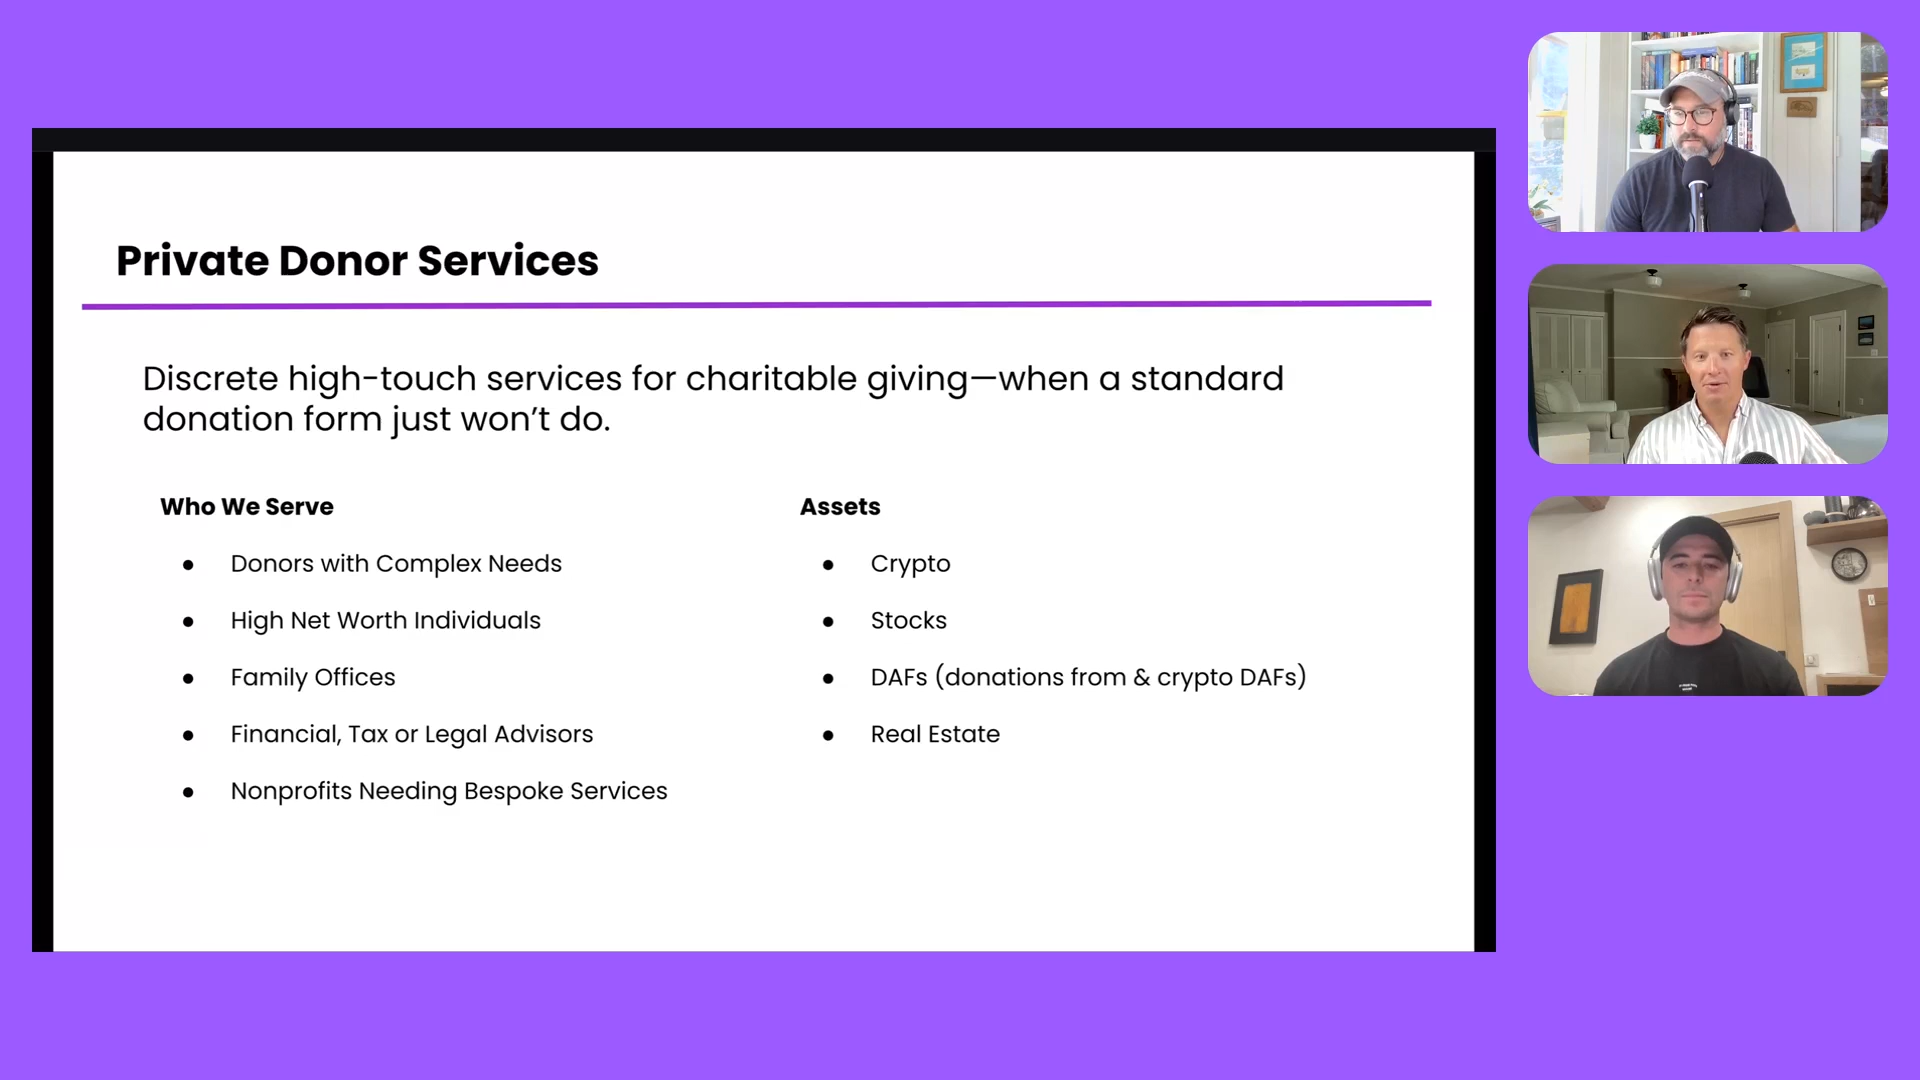 Private Donor Services
Discrete high-touch services for charitable giving—when a standard
donation form just won’t do.
Who We Serve
● Donors with Complex Needs
● High Net Worth Individuals
● Family Offices
● Financial, Tax or Legal Advisors
● Nonprofits Needing Bespoke Services
Assets
● Crypto
● Stocks
● DAFs (donations from & crypto DAFs)
● Real Estate